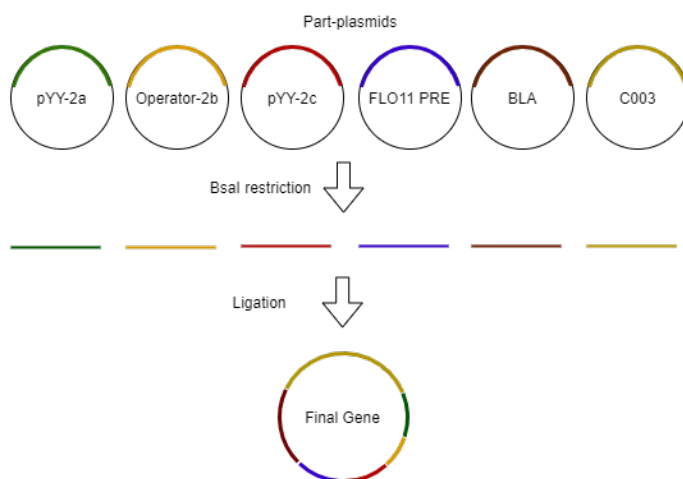 Part-plasmids
pYY-2a
Operator-2b
pYY-2c
FLO11 PRE
BLA
C003
BsaI restriction
Ligation
Final Gene